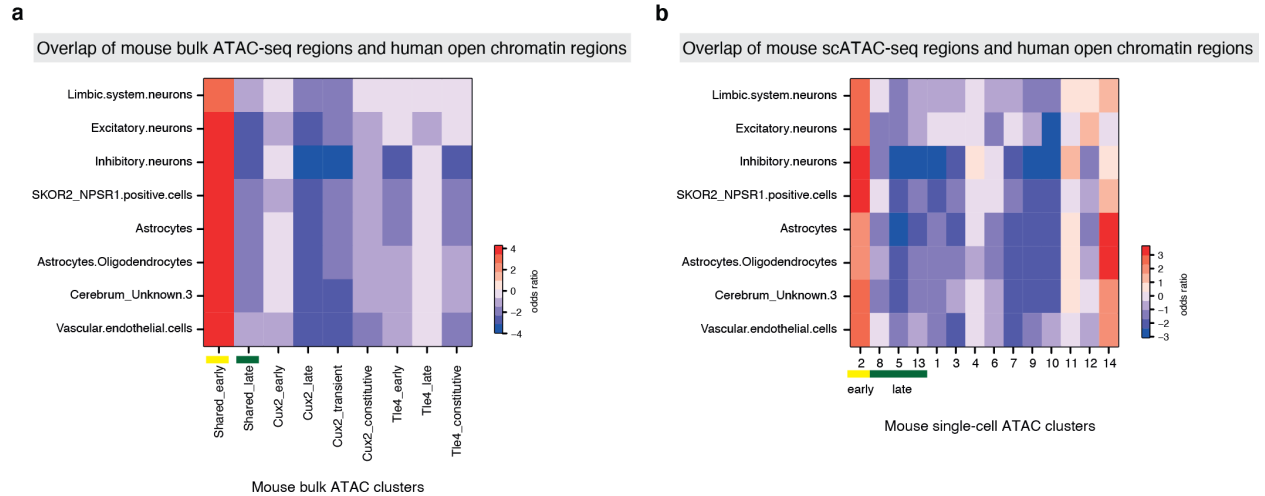 a
Overlap of mouse bulk ATAC-seq regions and human open chromatin regions
Limbic.system.neurons
Excitatory.neurons
Inhibitory.neurons
SKOR2_NPSR1.positive.cells
Astrocytes
Astrocytes.Oligodendrocytes
Cerebrum_Unknown.3
Vascular.endothelial.cells
4
2
0
−2
−4
odds ratio
Shared_early
Shared_late
Cux2_early
Cux2_late
Cux2_transient
Cux2_constitutive
Tle4_early
Tle4_late
Tle4_constitutive
Mouse bulk ATAC clusters
b
Overlap of mouse scATAC-seq regions and human open chromatin regions
Limbic.system.neurons
Excitatory.neurons
Inhibitory.neurons
SKOR2_NPSR1.positive.cells
Astrocytes
Astrocytes.Oligodendrocytes
Cerebrum_Unknown.3
Vascular.endothelial.cells
3
2
1
0
−1
−2
−3
odds ratio
2 8 5 13 1 3 4 6 7 9 10 11 12 14
early late
Mouse single-cell ATAC clusters